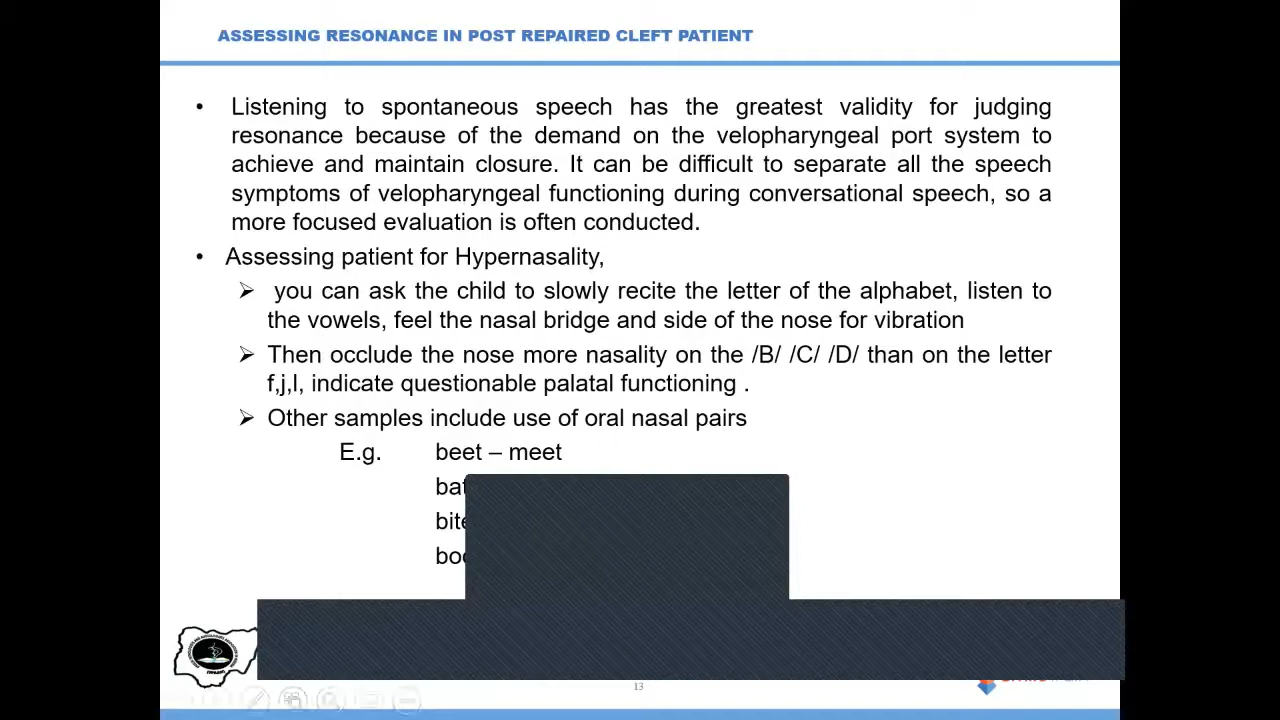 ASSESSING RESONANCE IN POST REPAIRED CLEFT PATIENT
• Listening to spontaneous speech has the greatest validity for judging
resonance because of the demand on the velopharyngeal port system to
achieve and maintain closure. It can be difficult to separate all the speech
symptoms of velopharyngeal functioning during conversational speech, so a
more focused evaluation is often conducted.
• Assessing patient for Hypernasality,
➢ you can ask the child to slowly recite the letter of the alphabet, listen to
the vowels, feel the nasal bridge and side of the nose for vibration
➢ Then occlude the nose more nasality on the /B/ /C/ /D/ than on the letter
f,j,l, indicate questionable palatal functioning .
➢ Other samples include use of oral nasal pairs
E.g. beet – meet
13